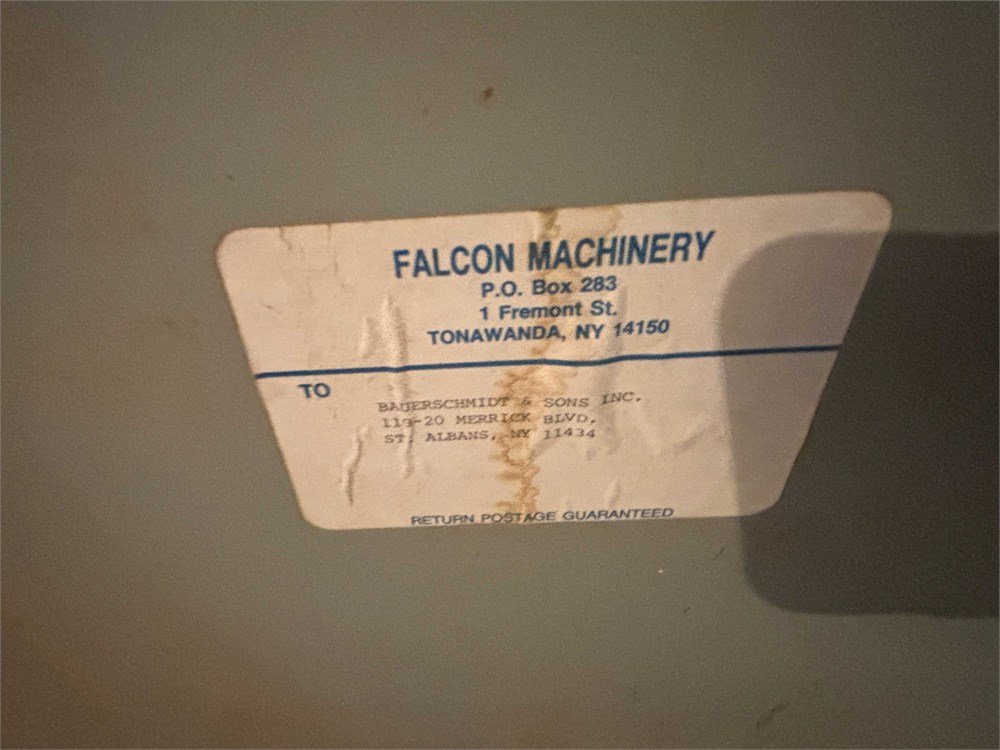 FALCON MACHINERY
P.O. Box 283
1 Fremont St.
TONAWANDA, NY 14150
TO
BAUERSCHMIDT & SONS INC.
119-20 MERRICK BLVD.
ST. ALBANS, NY 11434
RETURN POSTAGE GUARANTEED